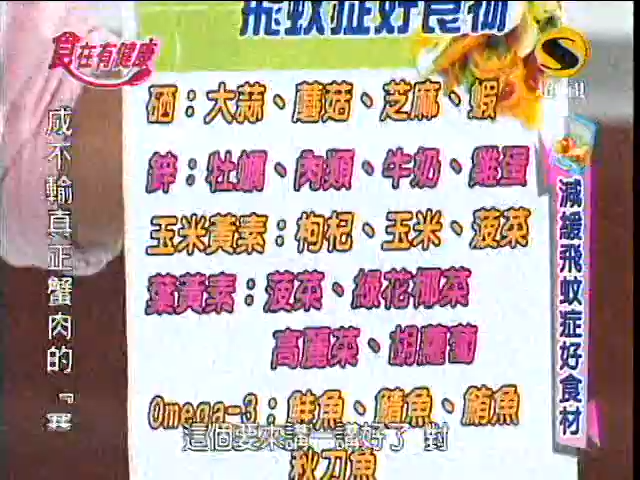 飛蚊症好食物
食在有健康
硒：大蒜、蘑菇、芝麻、蝦
鋅：牡蠣、肉類、牛奶、雞蛋
玉米黃素：枸杞、玉米、菠菜
葉黃素：菠菜、綠花椰菜
高麗菜、胡蘿蔔
Omega-3：鮭魚、鯖魚、鮪魚
秋刀魚
減緩飛蚊症好食材
成不輸真正蟹肉的『
這個要來講一講好了 對